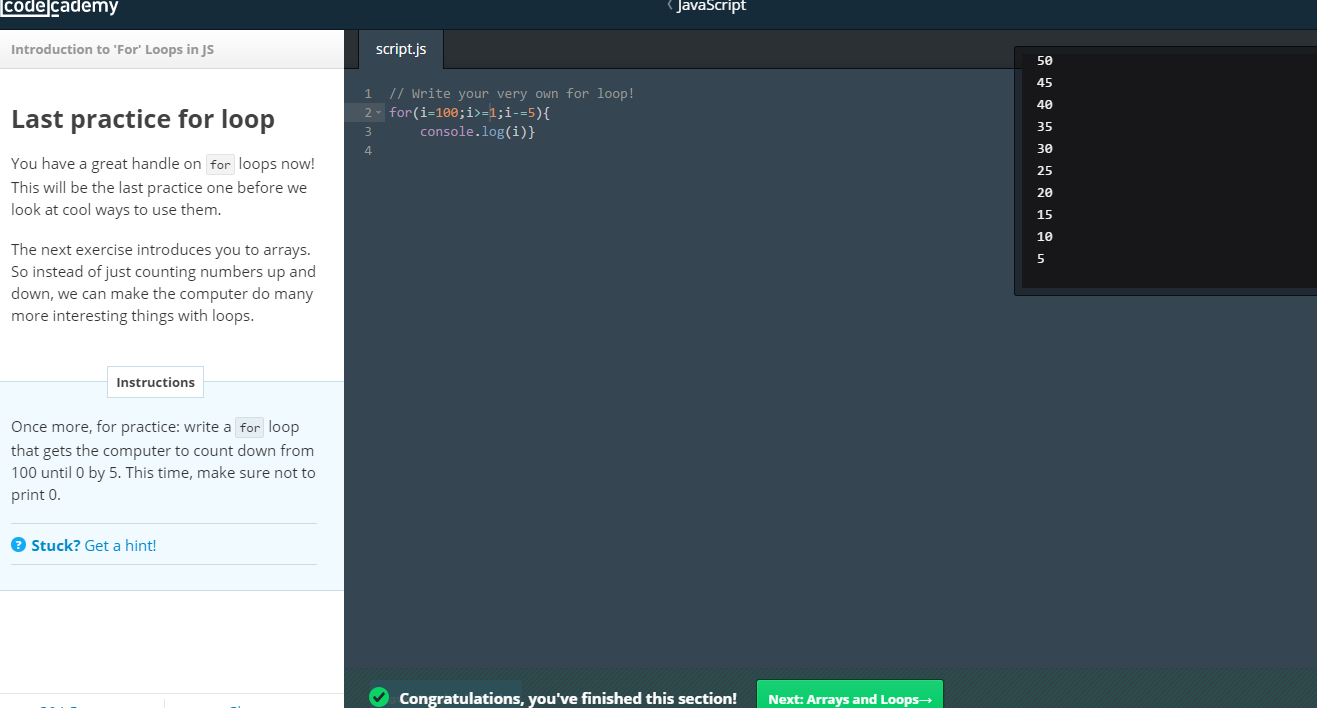 codecademy
〈 JavaScript
Introduction to 'For' Loops in JS
script.js
Last practice for loop
You have a great handle on for loops now!
This will be the last practice one before we
look at cool ways to use them.
The next exercise introduces you to arrays.
So instead of just counting numbers up and
down, we can make the computer do many
more interesting things with loops.
Instructions
Once more, for practice: write a for loop
that gets the computer to count down from
100 until 0 by 5. This time, make sure not to
print 0.
? Stuck? Get a hint!
1 // Write your very own for loop!
2 for(i=100;i>=1;i-=5){
3     console.log(i)}
4
50
45
40
35
30
25
20
15
10
5
Congratulations, you've finished this section!
Next: Arrays and Loops→